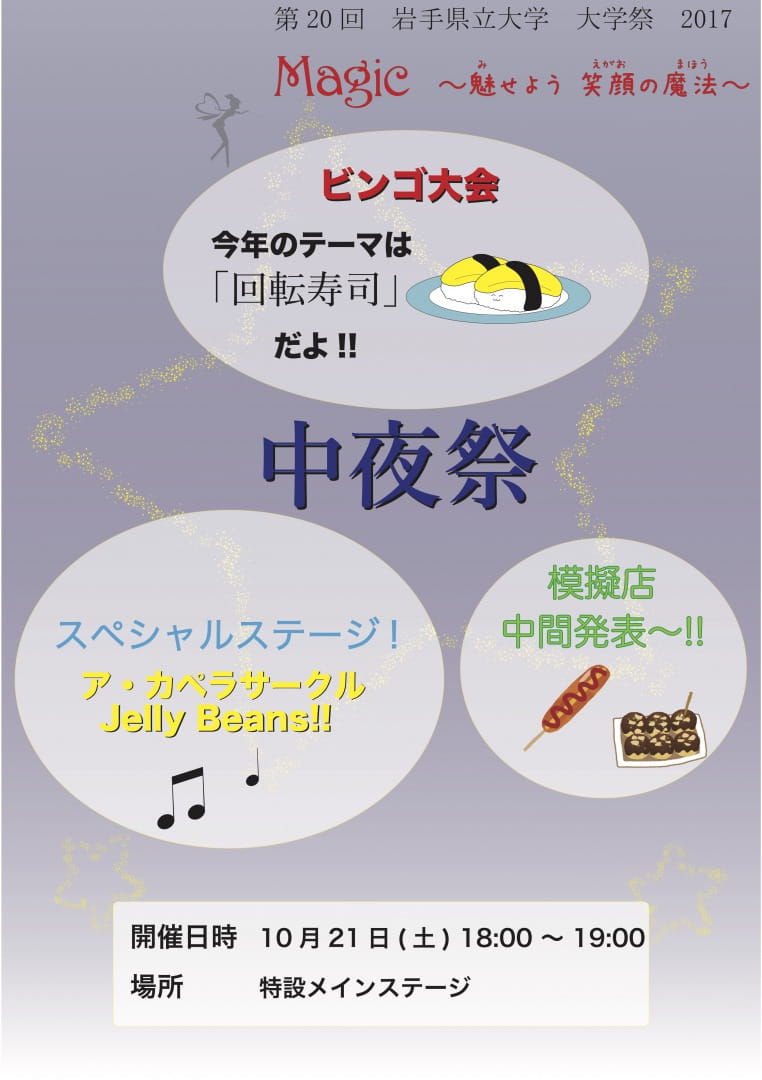 第20回 岩手県立大学 大学祭 2017
Magic ～魅せよう 笑顔の魔法～
み えがお まほう
ビンゴ大会
今年のテーマは
「回転寿司」
だよ!!
中夜祭
スペシャルステージ!
ア・カペラサークル
Jelly Beans!!
模擬店
中間発表～!!
開催日時 10月21日(土) 18:00 ～ 19:00
場所 特設メインステージ